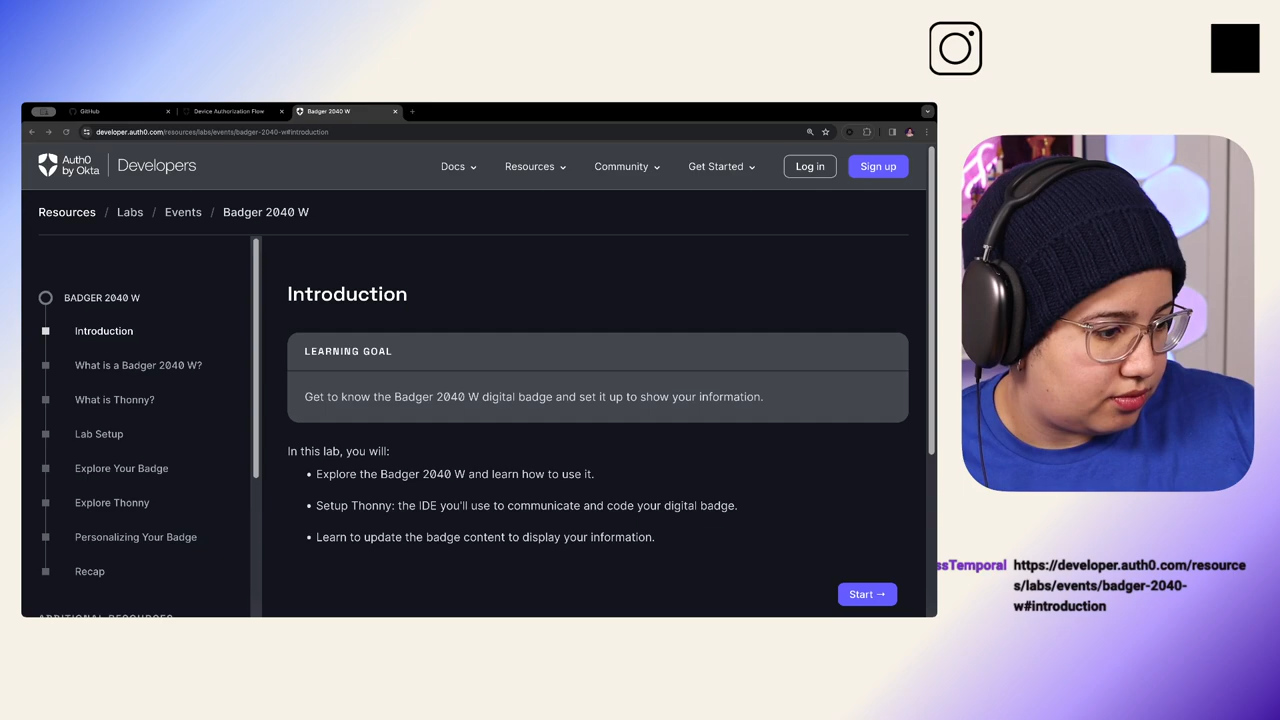 GitHub
Device Authorization Flow
Badger 2040 W
developer.auth0.com/resources/labs/events/badger-2040-w#introduction
Auth0 by Okta Developers
Docs
Resources
Community
Get Started
Log in
Sign up
Resources / Labs / Events / Badger 2040 W
BADGER 2040 W
Introduction
What is a Badger 2040 W?
What is Thonny?
Lab Setup
Explore Your Badge
Explore Thonny
Personalizing Your Badge
Recap
ADDITIONAL RESOURCES
Introduction
LEARNING GOAL
Get to know the Badger 2040 W digital badge and set it up to show your information.
In this lab, you will:
• Explore the Badger 2040 W and learn how to use it.
• Setup Thonny: the IDE you'll use to communicate and code your digital badge.
• Learn to update the badge content to display your information.
Start →
ssTemporal https://developer.auth0.com/resource
s/labs/events/badger-2040-
w#introduction